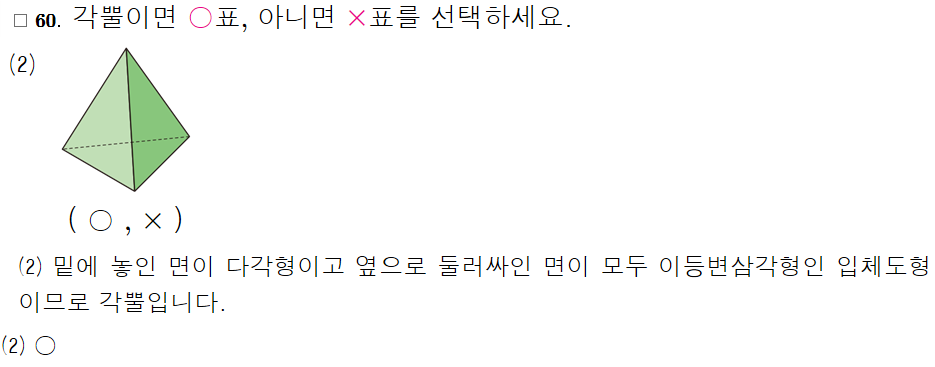 □ 60. 각뿔이면 ○표, 아니면 ×표를 선택하세요.
(2)
( ○ , × )
(2) 밑에 놓인 면이 다각형이고 옆으로 둘러싸인 면이 모두 이등변삼각형인 입체도형
이므로 각뿔입니다.
(2) ○